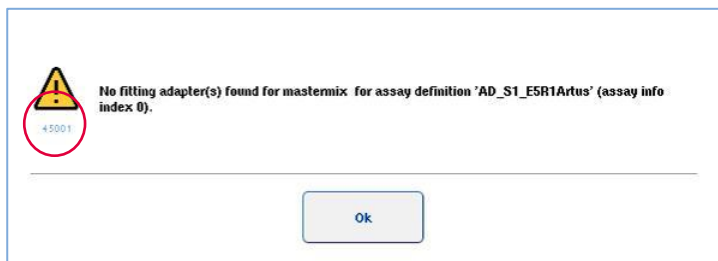 No fitting adapter(s) found for mastermix for assay definition 'AD_S1_E5R1Artus' (assay info
index 0).
45001
Ok